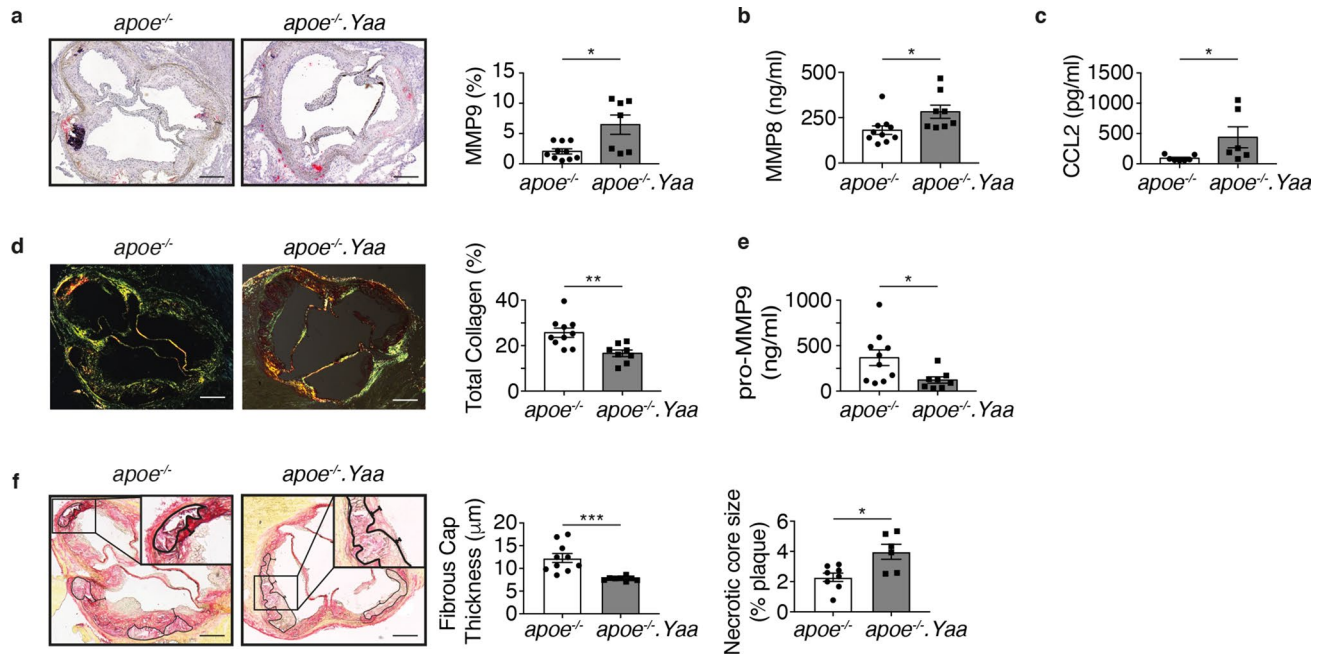 a
apoe-/-
apoe-/-.Yaa
MMP9 (%)
15
10
5
0
*
apoe-/-
apoe-/-.Yaa
b
MMP8 (ng/ml)
500
250
0
*
apoe-/-
apoe-/-.Yaa
c
CCL2 (pg/ml)
1500
1000
500
0
*
apoe-/-
apoe-/-.Yaa
d
apoe-/-
apoe-/-.Yaa
Total Collagen (%)
40
20
0
**
apoe-/-
apoe-/-.Yaa
e
pro-MMP9
(ng/ml)
1000
500
0
*
apoe-/-
apoe-/-.Yaa
f
apoe-/-
apoe-/-.Yaa
Fibrous Cap
Thickness (μm)
20
15
10
5
0
***
apoe-/-
apoe-/-.Yaa
Necrotic core size
(% plaque)
6
4
2
0
*
apoe-/-
apoe-/-.Yaa